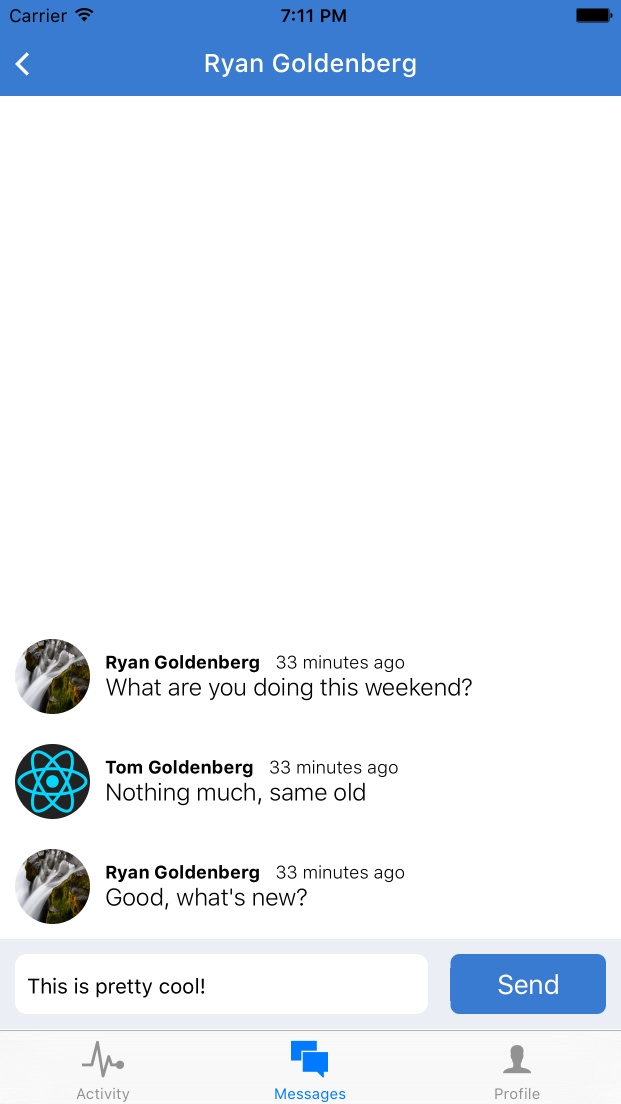 Carrier 7:11 PM
Ryan Goldenberg
Ryan Goldenberg 33 minutes ago
What are you doing this weekend?
Tom Goldenberg 33 minutes ago
Nothing much, same old
Ryan Goldenberg 33 minutes ago
Good, what's new?
This is pretty cool! Send
Activity Messages Profile